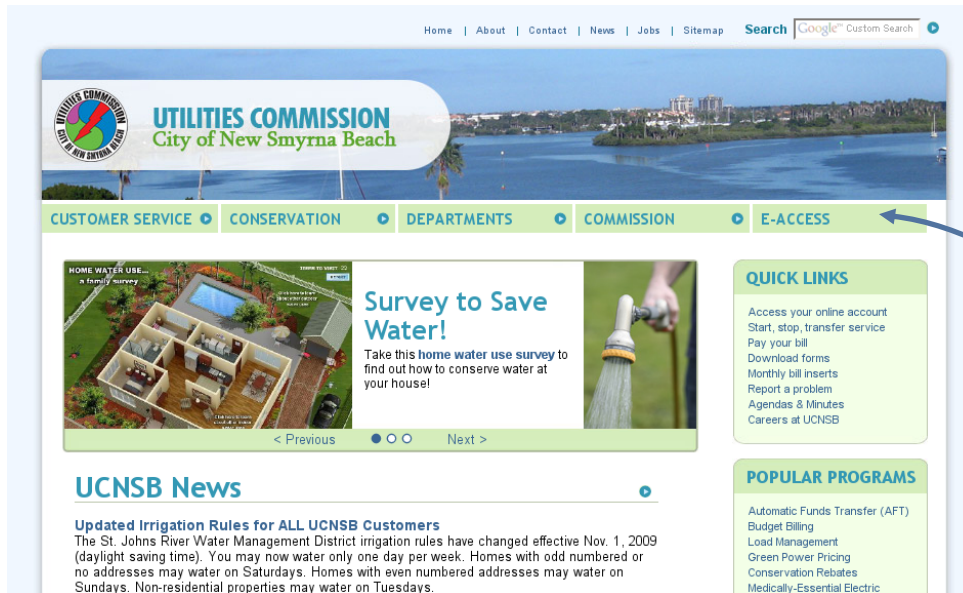 Home | About | Contact | News | Jobs | Sitemap Search Google™ Custom Search
UTILITIES COMMISSION
CITY OF NEW SMYRNA BEACH
UTILITIES COMMISSION
City of New Smyrna Beach
CUSTOMER SERVICE CONSERVATION DEPARTMENTS COMMISSION E-ACCESS
HOME WATER USE...
a family survey
Survey to Save
Water!
Take this home water use survey to
find out how to conserve water at
your house!
< Previous Next >
QUICK LINKS
Access your online account
Start, stop, transfer service
Pay your bill
Download forms
Monthly bill inserts
Report a problem
Agendas & Minutes
Careers at UCNSB
UCNSB News
Updated Irrigation Rules for ALL UCNSB Customers
The St. Johns River Water Management District irrigation rules have changed effective Nov. 1, 2009
(daylight saving time). You may now water only one day per week. Homes with odd numbered or
no addresses may water on Saturdays. Homes with even numbered addresses may water on
Sundays. Non-residential properties may water on Tuesdays.
POPULAR PROGRAMS
Automatic Funds Transfer (AFT)
Budget Billing
Load Management
Green Power Pricing
Conservation Rebates
Medically-Essential Electric